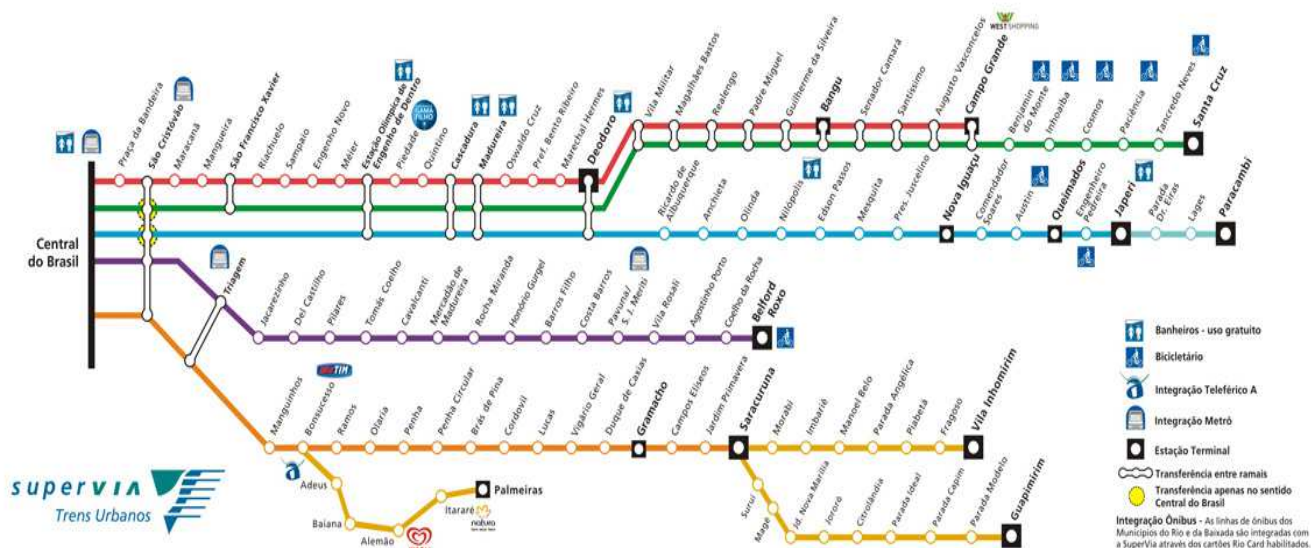 WEST SHOPPING
Praça da Bandeira
São Cristóvão
Maracanã
Mangueira
São Francisco Xavier
Riachuelo
Sampaio
Engenho Novo
Méier
Estação Olímpica de
Engenho de Dentro
Piedade
GAMA
FILHO
Quintino
Cascadura
Madureira
Oswaldo Cruz
Pref. Bento Ribeiro
Marechal Hermes
Deodoro
Vila Militar
Magalhães Bastos
Realengo
Padre Miguel
Guilherme da Silveira
Bangu
Senador Camará
Santíssimo
Augusto Vasconcelos
Campo Grande
Benjamin
do Monte
Inhoaíba
Cosmos
Paciência
Tancredo Neves
Santa Cruz
Ricardo de
Albuquerque
Anchieta
Olinda
Nilópolis
Edson Passos
Mesquita
Pres. Juscelino
Nova Iguaçu
Comendador
Soares
Austin
Queimados
Engenheiro
Pedreira
Japeri
Parada
Dr. Eiras
Lages
Paracambi
Central
do Brasil
Triagem
Jacarezinho
Del Castilho
Pilares
Tomás Coelho
Cavalcanti
Mercadão de
Madureira
Rocha Miranda
Honório Gurgel
Barros Filho
Costa Barros
Pavuna/
S. J. Meriti
Vila Rosali
Agostinho Porto
Coelho da Rocha
Belford
Roxo
Manguinhos
TIM
Bonsucesso
Ramos
Olaria
Penha
Penha Circular
Brás de Pina
Cordovil
Lucas
Vigário Geral
Duque de Caxias
Gramacho
Campos Elíseos
Jardim Primavera
Saracuruna
Morabi
Imbariê
Manoel Belo
Parada Angélica
Piabetá
Fragoso
Vila Inhomirim
Suruí
Magé
Jd. Nova Marília
Jororó
Citrolândia
Parada Ideal
Parada Capim
Parada Modelo
Guapimirim
a
Adeus
Baiana
Alemão
Itararé
natura
Palmeiras
superVIA
Trens Urbanos
Banheiros - uso gratuito
Bicicletário
a
Integração Teleférico A
Integração Metrô
Estação Terminal
Transferência entre ramais
Transferência apenas no sentido
Central do Brasil
Integração Ônibus - As linhas de ônibus dos
Municípios do Rio e da Baixada são integradas com
a SuperVia através dos cartões Rio Card habilitados.